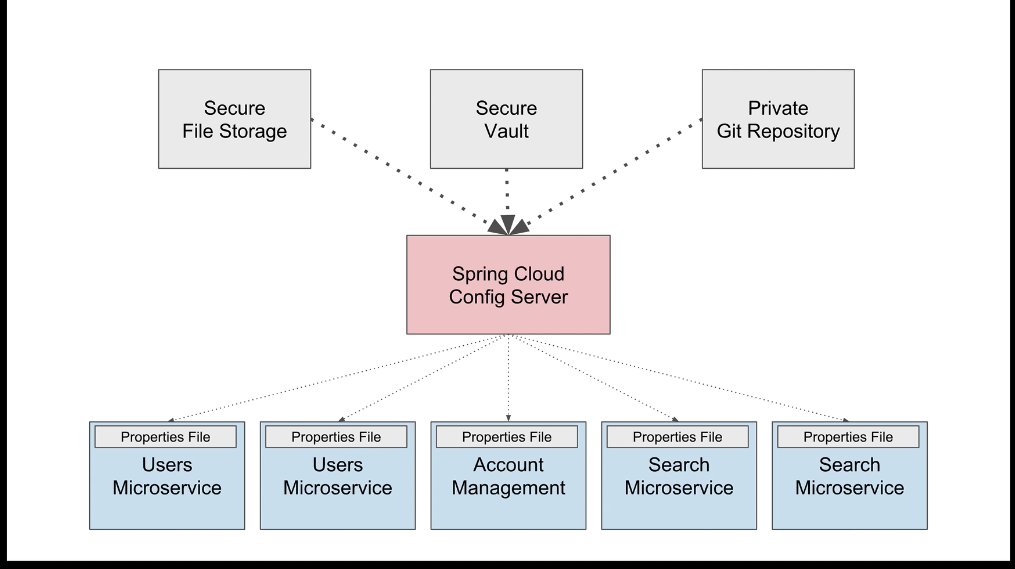 Secure
File Storage
Secure
Vault
Private
Git Repository
Spring Cloud
Config Server
Properties File
Users
Microservice
Properties File
Users
Microservice
Properties File
Account
Management
Properties File
Search
Microservice
Properties File
Search
Microservice